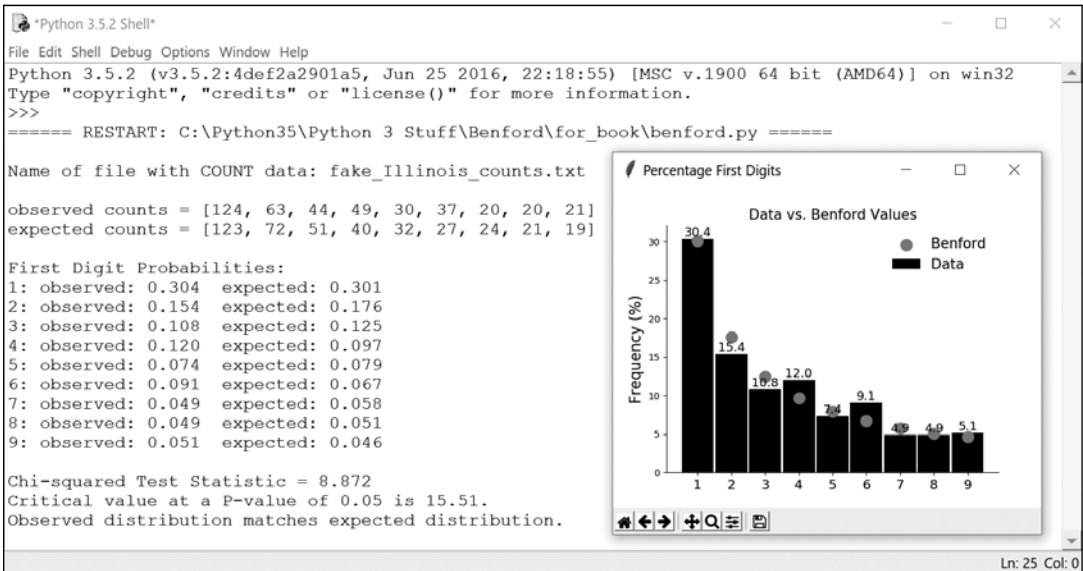 *Python 3.5.2 Shell*
File Edit Shell Debug Options Window Help
Python 3.5.2 (v3.5.2:4def2a2901a5, Jun 25 2016, 22:18:55) [MSC v.1900 64 bit (AMD64)] on win32
Type "copyright", "credits" or "license()" for more information.
>>>
====== RESTART: C:\Python35\Python 3 Stuff\Benford\for_book\benford.py ======
Name of file with COUNT data: fake_Illinois_counts.txt
observed counts = [124, 63, 44, 49, 30, 37, 20, 20, 21]
expected counts = [123, 72, 51, 40, 32, 27, 24, 21, 19]
First Digit Probabilities:
1: observed: 0.304  expected: 0.301
2: observed: 0.154  expected: 0.176
3: observed: 0.108  expected: 0.125
4: observed: 0.120  expected: 0.097
5: observed: 0.074  expected: 0.079
6: observed: 0.091  expected: 0.067
7: observed: 0.049  expected: 0.058
8: observed: 0.049  expected: 0.051
9: observed: 0.051  expected: 0.046
Chi-squared Test Statistic = 8.872
Critical value at a P-value of 0.05 is 15.51.
Observed distribution matches expected distribution.
Percentage First Digits
Data vs. Benford Values
Benford
Data
Frequency (%)
30
25
20
15
10
5
0
30.4
15.4
10.8
12.0
7.4
9.1
4.9
4.9
5.1
1 2 3 4 5 6 7 8 9
Ln: 25 Col: 0